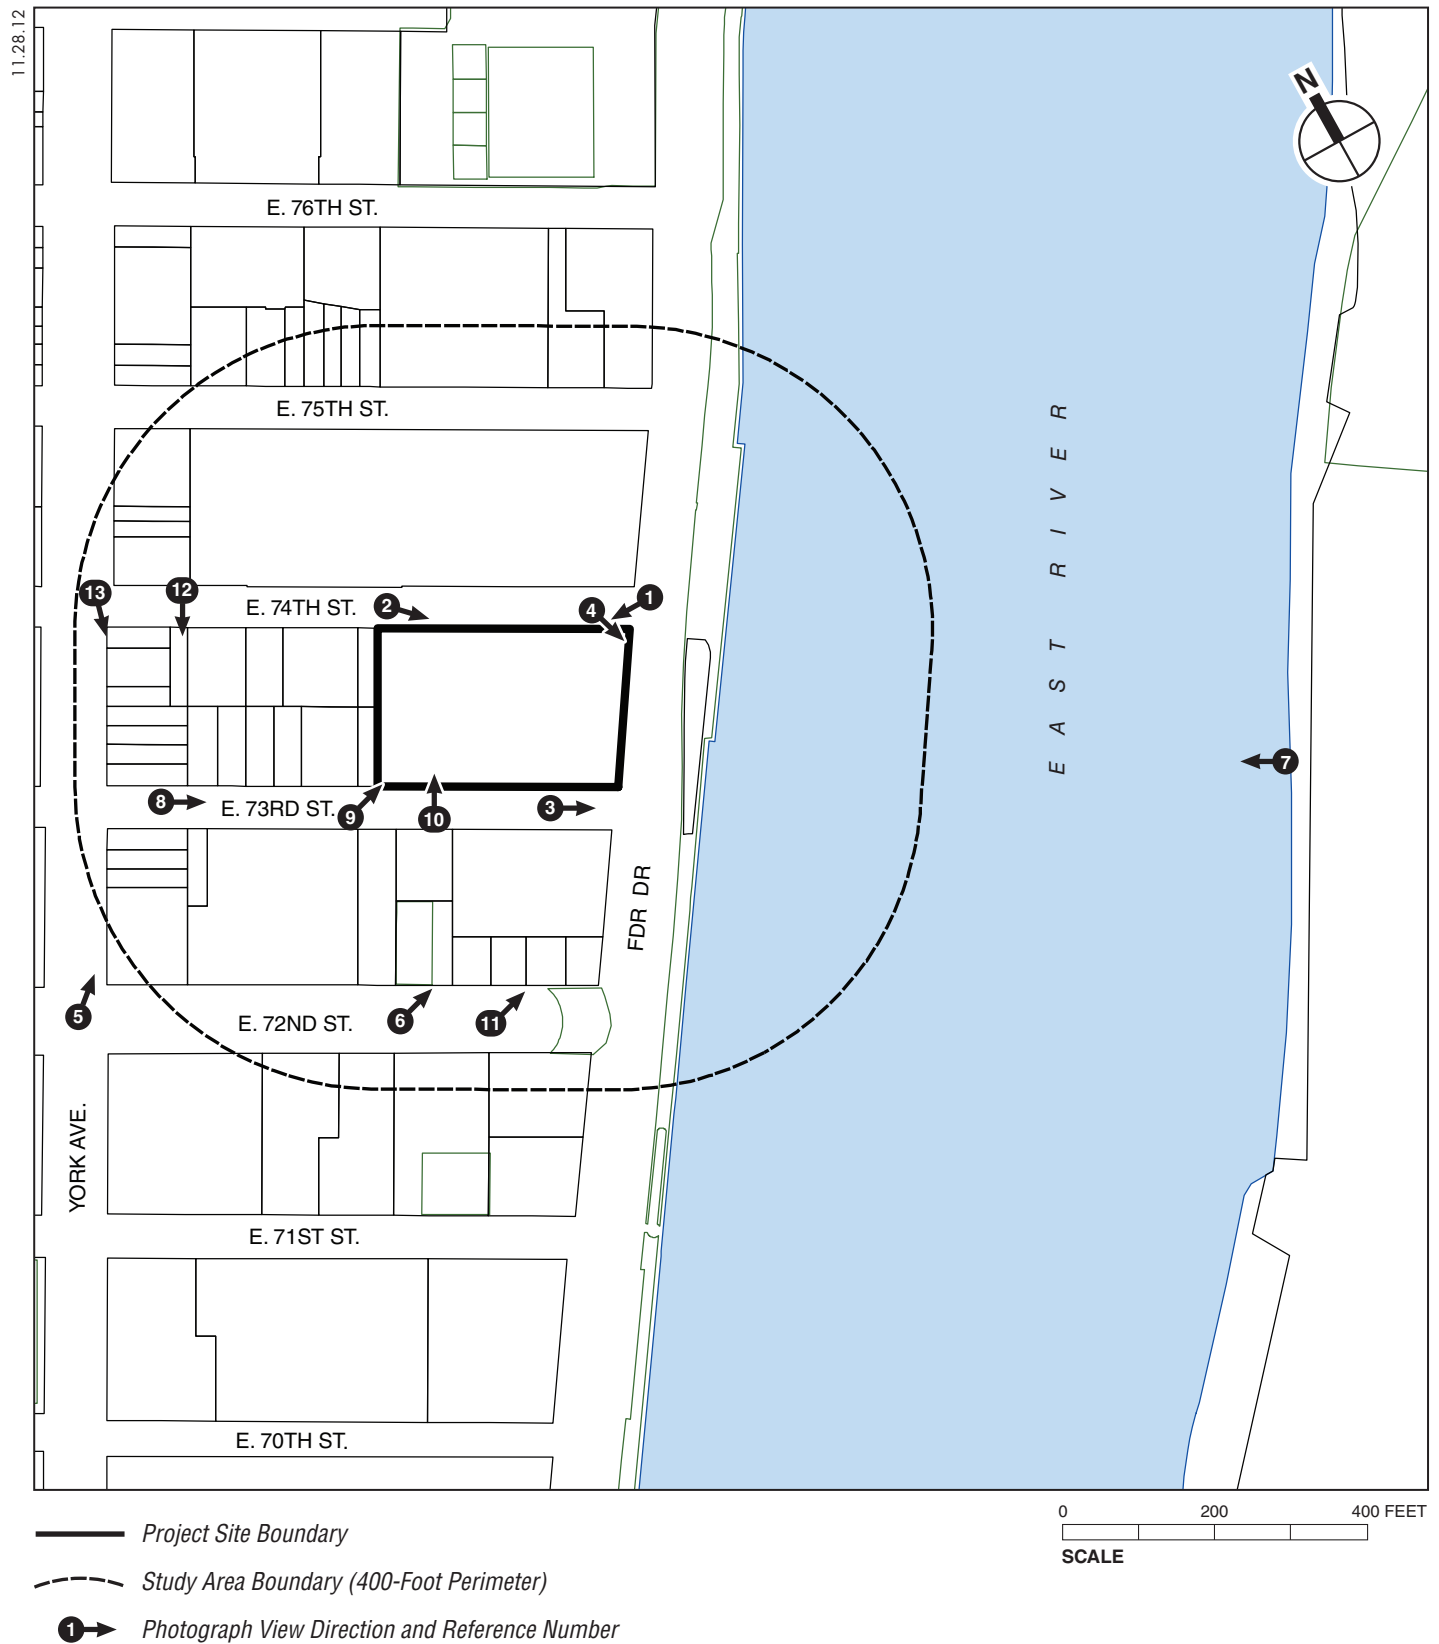 11.28.12
N
E. 76TH ST.
E. 75TH ST.
EAST RIVER
13
12
E. 74TH ST.
2
4
1
7
8
E. 73RD ST.
9
10
3
FDR DR
5
E. 72ND ST.
6
11
YORK AVE.
E. 71ST ST.
E. 70TH ST.
0 200 400 FEET
SCALE
Project Site Boundary
Study Area Boundary (400-Foot Perimeter)
1 Photograph View Direction and Reference Number